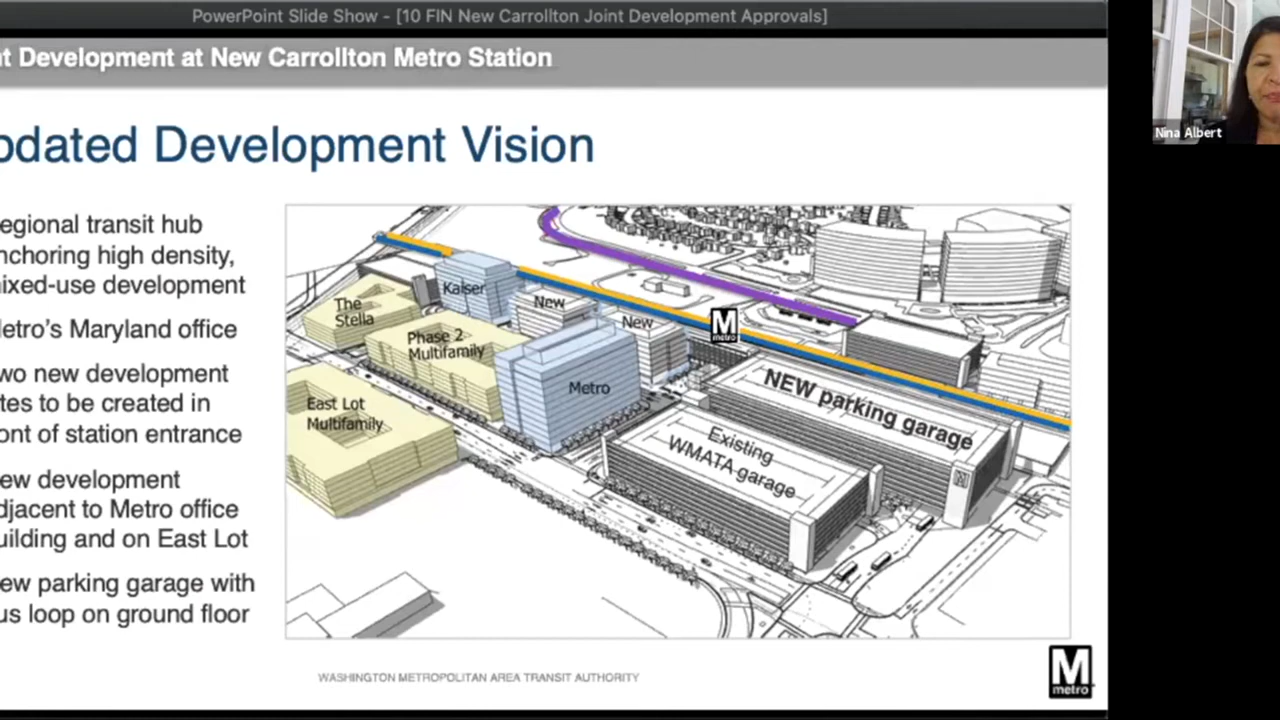 PowerPoint Slide Show - [10 FIN New Carrollton Joint Development Approvals]
t Development at New Carrollton Metro Station
Nina Albert
pdated Development Vision
egional transit hub
nchoring high density,
ixed-use development
etro's Maryland office
wo new development
tes to be created in
ont of station entrance
ew development
djacent to Metro office
uilding and on East Lot
ew parking garage with
us loop on ground floor
Kaiser
The
Stella
New
New
Phase 2
Multifamily
M
metro
Metro
East Lot
Multifamily
NEW parking garage
Existing
WMATA garage
WASHINGTON METROPOLITAN AREA TRANSIT AUTHORITY
M
metro